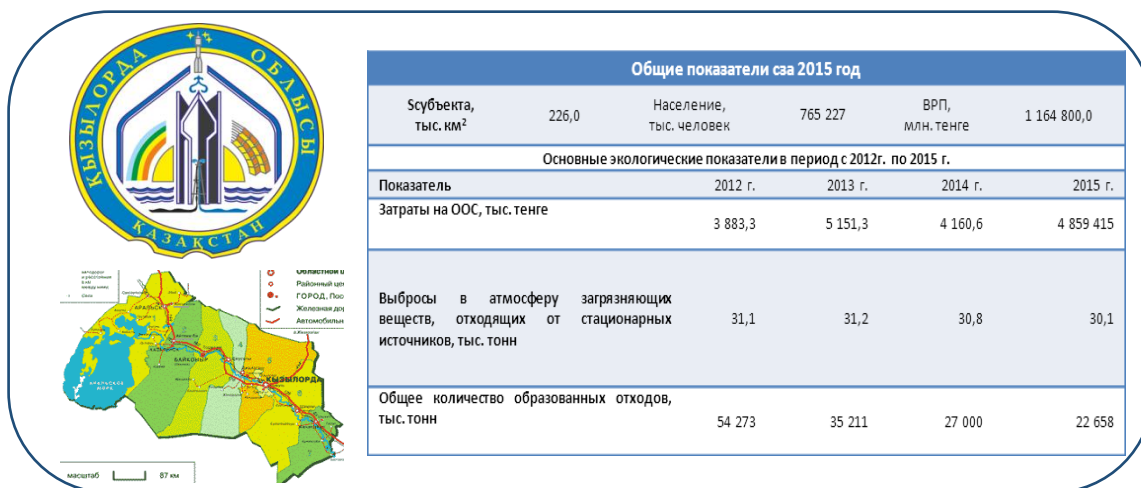 ҚЫЗЫЛОРДА ОБЛЫСЫ
ҚАЗАҚСТАН
Общие показатели сза 2015 год
Sсубъекта,
тыс. км²
226,0
Население,
тыс. человек
765 227
ВРП,
млн. тенге
1 164 800,0
Основные экологические показатели в период с 2012г. по 2015 г.
Показатель 2012 г. 2013 г. 2014 г. 2015 г.
Затраты на ООС, тыс. тенге
3 883,3 5 151,3 4 160,6 4 859 415
Выбросы в атмосферу загрязняющих
веществ, отходящих от стационарных
источников, тыс. тонн
31,1 31,2 30,8 30,1
Общее количество образованных отходов,
тыс. тонн
54 273 35 211 27 000 22 658
Районный цен
ГОРОД, Пос
Железная дор
Автомобильн
АРАЛЬСК
БАЙКОНЫР
КЫЗЫЛОРДА
АРАЛЬСКОЕ
МОРЕ
масштаб 87 км